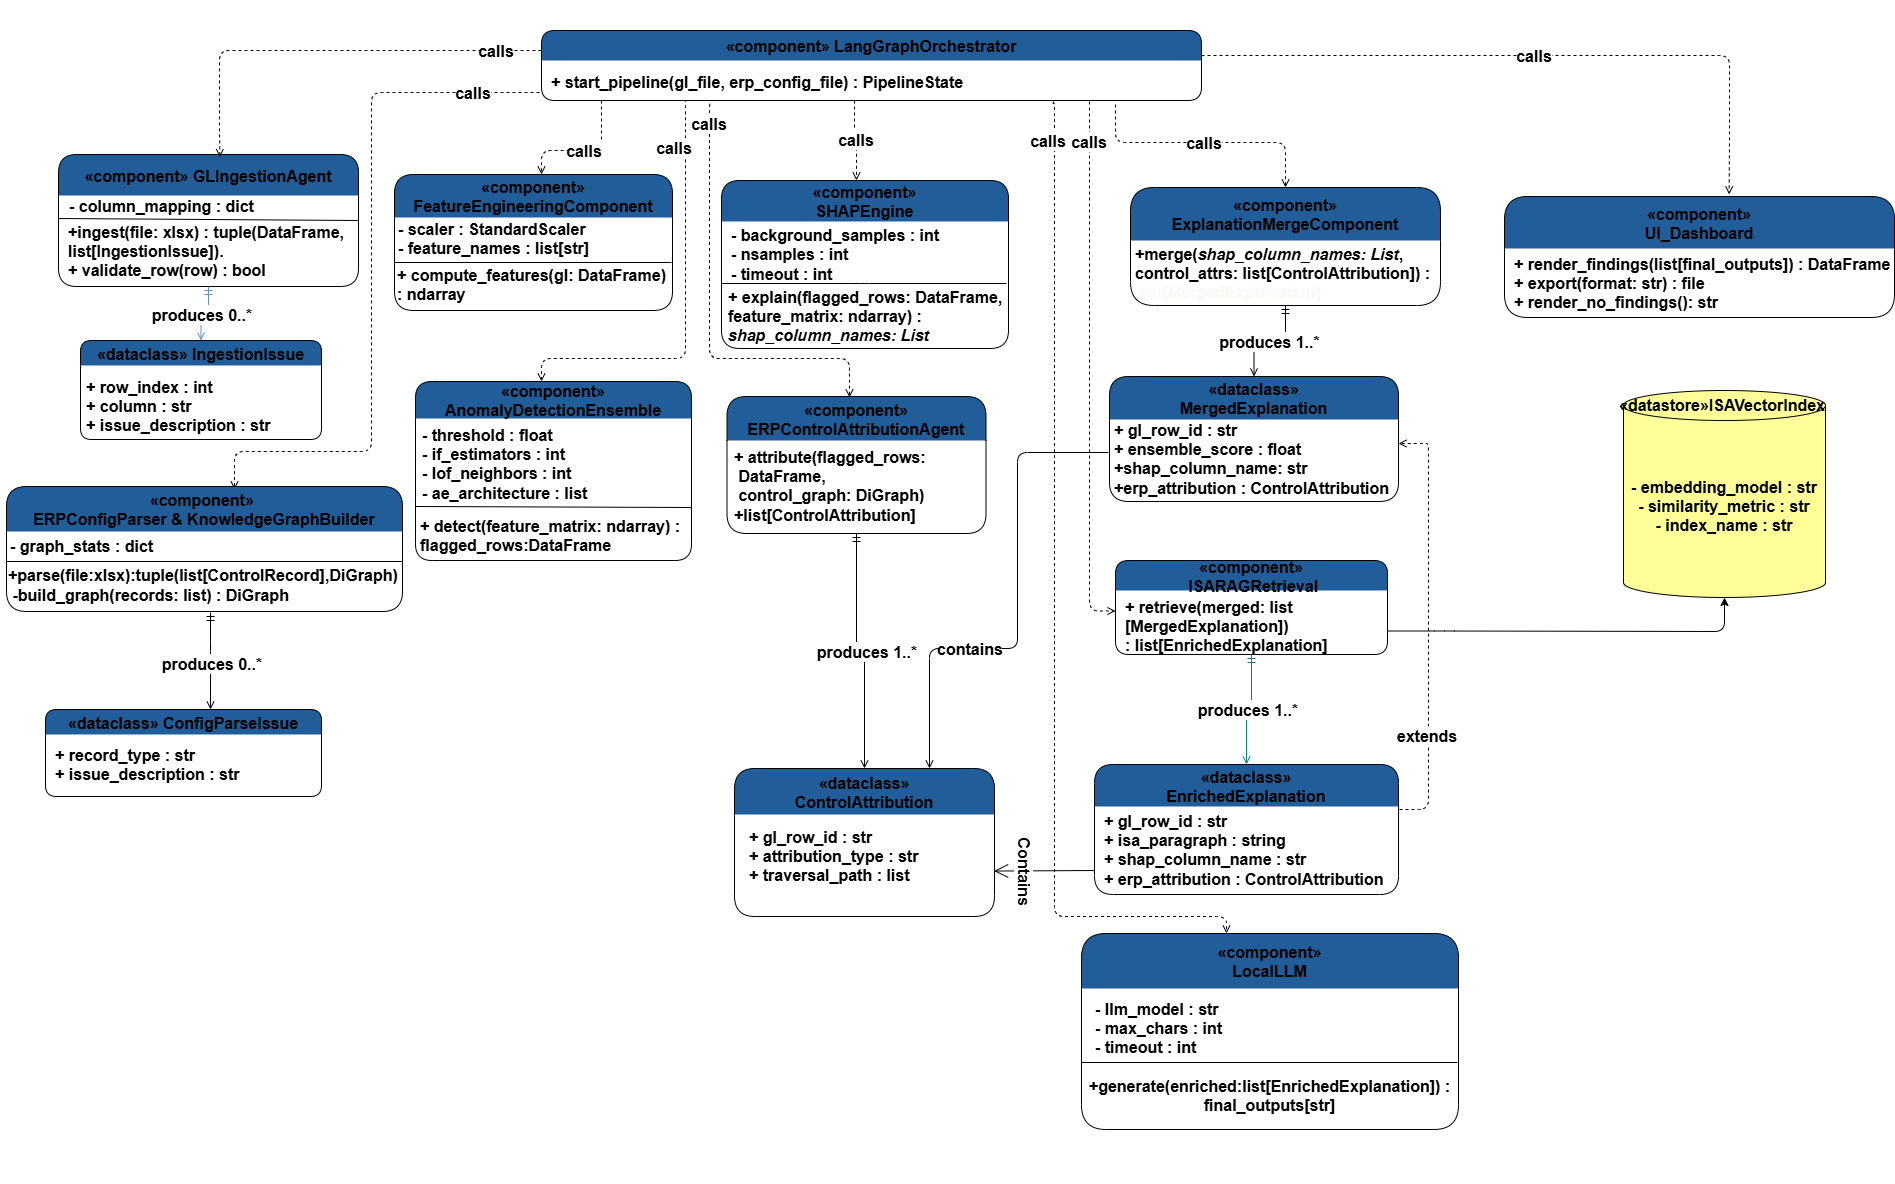 «component» LangGraphOrchestrator
+ start_pipeline(gl_file, erp_config_file) : PipelineState
calls
calls
calls
calls
calls
calls
calls
calls
calls
calls
«component» GLIngestionAgent
- column_mapping : dict
+ingest(file: xlsx) : tuple(DataFrame,
list[IngestionIssue]).
+ validate_row(row) : bool
produces 0..*
«dataclass» IngestionIssue
+ row_index : int
+ column : str
+ issue_description : str
«component»
FeatureEngineeringComponent
- scaler : StandardScaler
- feature_names : list[str]
+ compute_features(gl: DataFrame)
: ndarray
«component»
SHAPEngine
- background_samples : int
- nsamples : int
- timeout : int
+ explain(flagged_rows: DataFrame,
feature_matrix: ndarray) :
shap_column_names: List
«component»
ExplanationMergeComponent
+merge(shap_column_names: List,
control_attrs: list[ControlAttribution]) :
list[MergedExplanation]
produces 1..*
«component»
UI_Dashboard
+ render_findings(list[final_outputs]) : DataFrame
+ export(format: str) : file
+ render_no_findings(): str
«component»
AnomalyDetectionEnsemble
- threshold : float
- if_estimators : int
- lof_neighbors : int
- ae_architecture : list
+ detect(feature_matrix: ndarray) :
flagged_rows:DataFrame
«component»
ERPControlAttributionAgent
+ attribute(flagged_rows:
DataFrame,
control_graph: DiGraph)
+list[ControlAttribution]
«dataclass»
MergedExplanation
+ gl_row_id : str
+ ensemble_score : float
+shap_column_name: str
+erp_attribution : ControlAttribution
«datastore»ISAVectorIndex
- embedding_model : str
- similarity_metric : str
- index_name : str
«component»
ERPConfigParser & KnowledgeGraphBuilder
- graph_stats : dict
+parse(file:xlsx):tuple(list[ControlRecord],DiGraph)
-build_graph(records: list) : DiGraph
produces 0..*
«dataclass» ConfigParseIssue
+ record_type : str
+ issue_description : str
«component»
ISARAGRetrieval
+ retrieve(merged: list
[MergedExplanation])
: list[EnrichedExplanation]
produces 1..*
contains
produces 1..*
extends
«dataclass»
ControlAttribution
+ gl_row_id : str
+ attribution_type : str
+ traversal_path : list
Contains
«dataclass»
EnrichedExplanation
+ gl_row_id : str
+ isa_paragraph : string
+ shap_column_name : str
+ erp_attribution : ControlAttribution
«component»
LocalLLM
- llm_model : str
- max_chars : int
- timeout : int
+generate(enriched:list[EnrichedExplanation]) :
final_outputs[str]